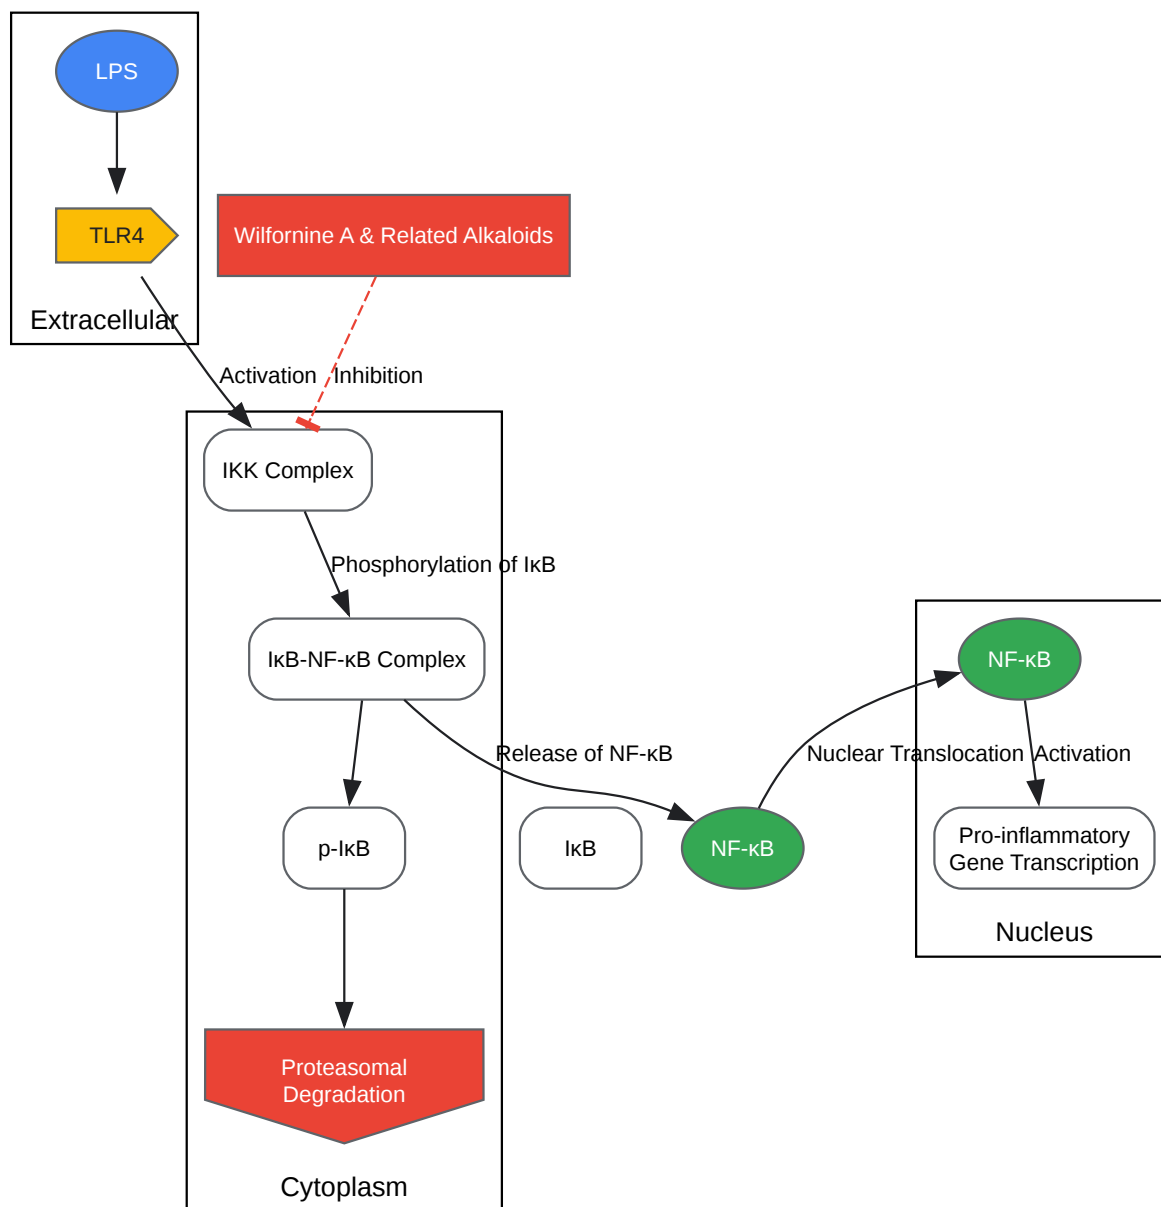 LPS
TLR4
Wilfornine A & Related Alkaloids
Extracellular
Activation
Inhibition
IKK Complex
Phosphorylation of IκB
IκB-NF-κB Complex
NF-κB
Release of NF-κB
Nuclear Translocation
Activation
p-IκB
IκB
NF-κB
Pro-inflammatory
Gene Transcription
Nucleus
Proteasomal
Degradation
Cytoplasm